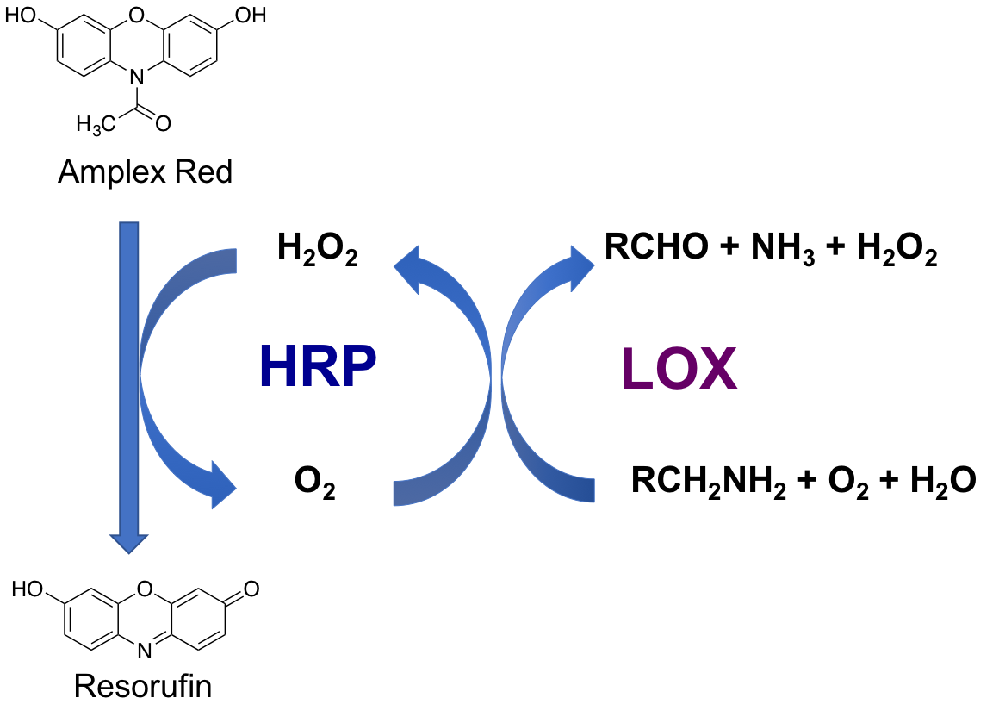 HO O OH
N
H₃C O
Amplex Red
H₂O₂
RCHO + NH₃ + H₂O₂
HRP
LOX
O₂
RCH₂NH₂ + O₂ + H₂O
HO O O
N
Resorufin